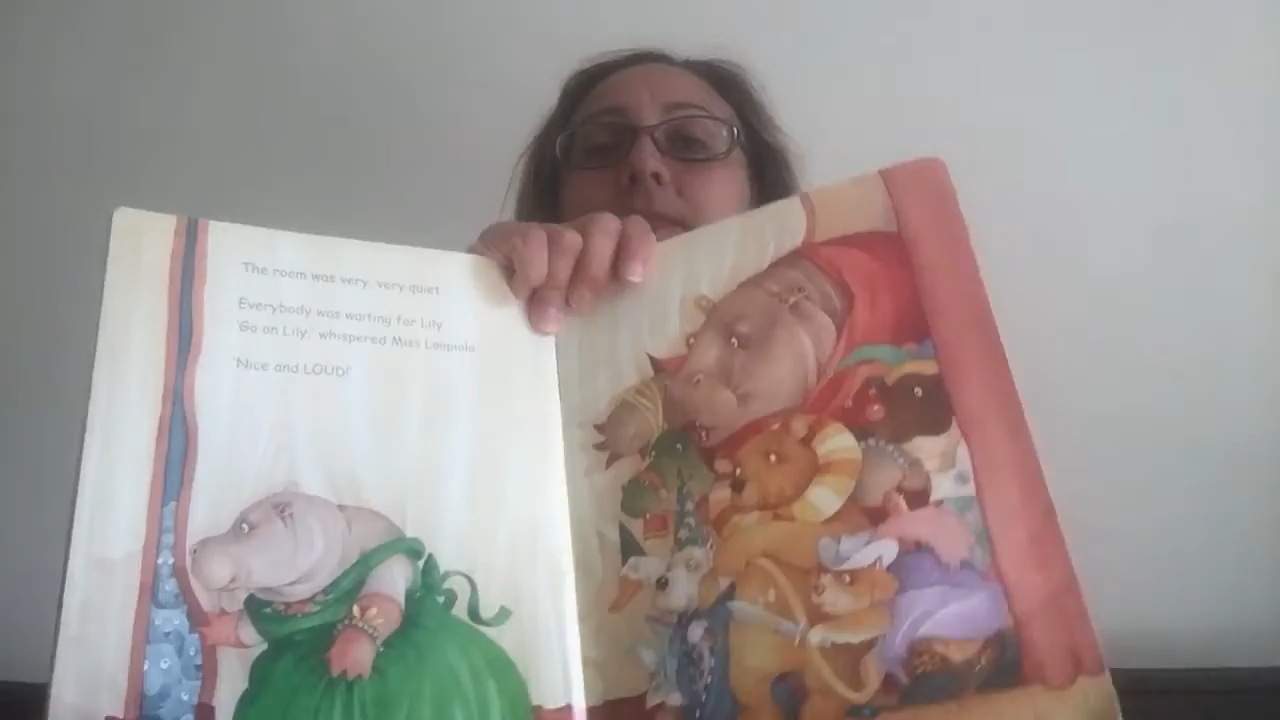 The room was very, very quiet
Everybody was waiting for Lily
'Go on Lily,' whispered Miss Lollipola
'Nice and LOUD!'